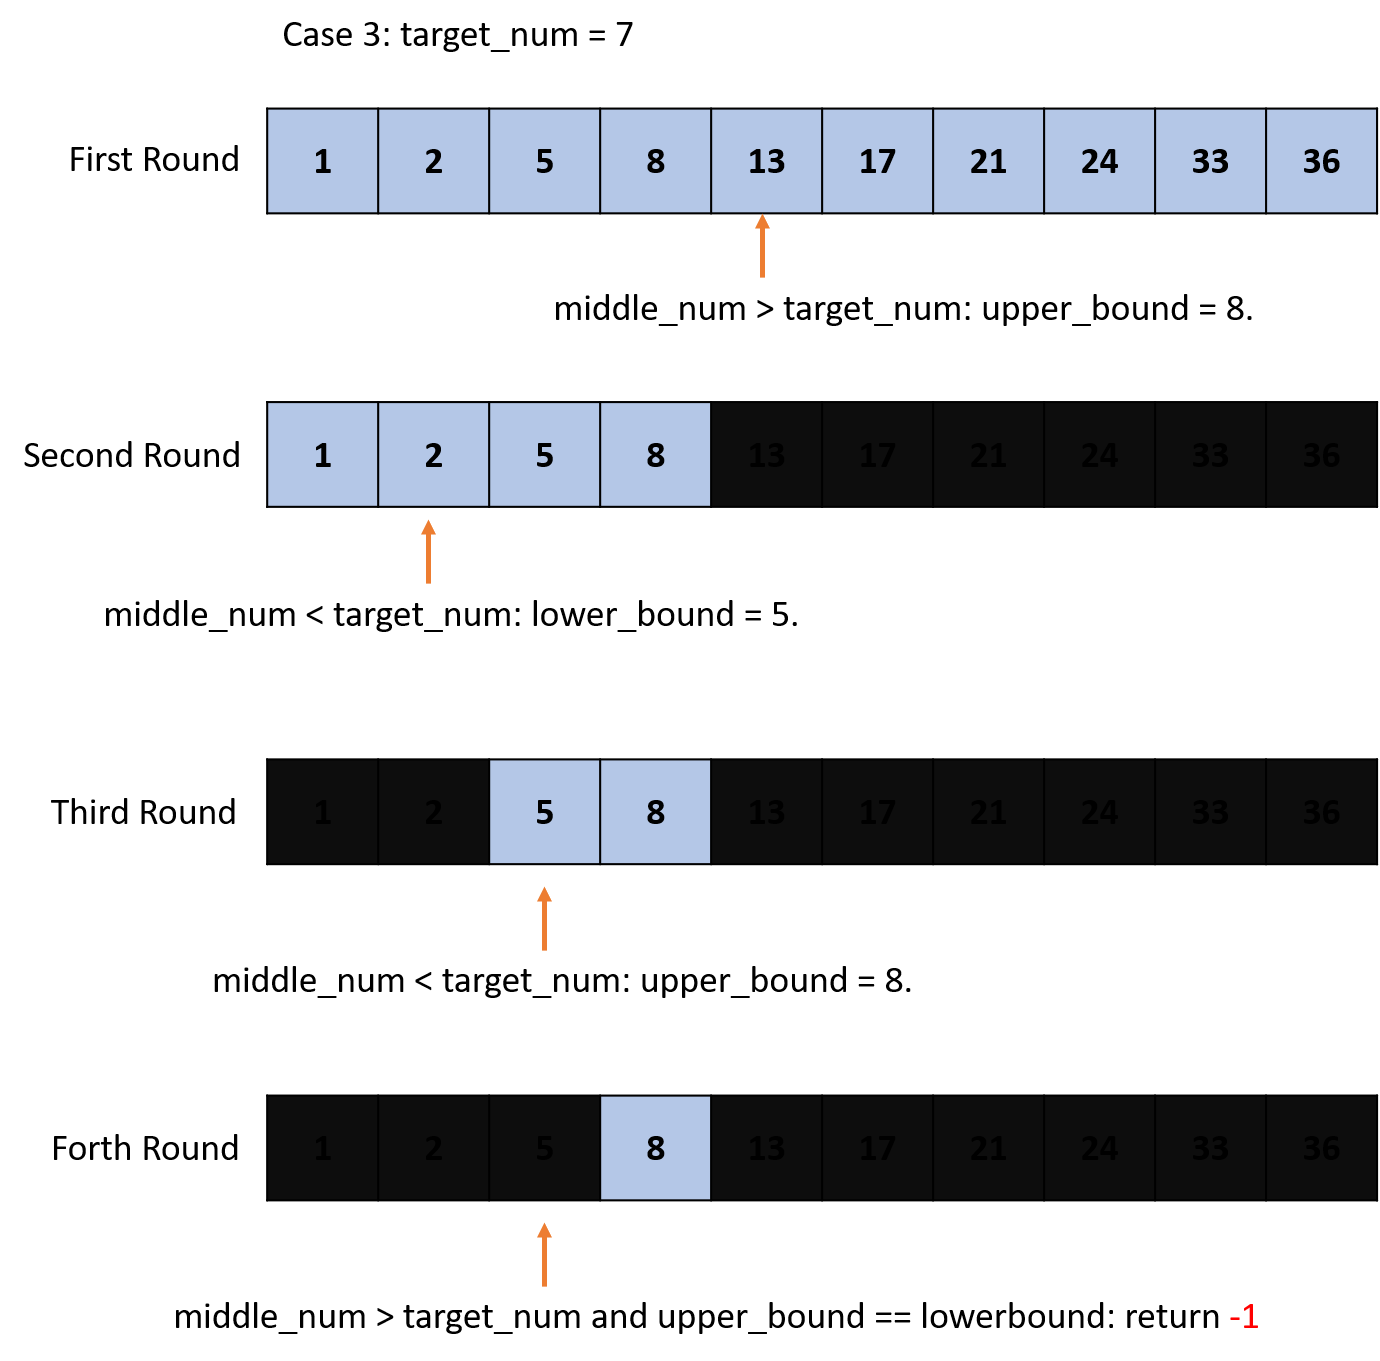 Case 3: target_num = 7
First Round 1 2 5 8 13 17 21 24 33 36
middle_num > target_num: upper_bound = 8.
Second Round 1 2 5 8 13 17 21 24 33 36
middle_num < target_num: lower_bound = 5.
Third Round 1 2 5 8 13 17 21 24 33 36
middle_num < target_num: upper_bound = 8.
Forth Round 1 2 5 8 13 17 21 24 33 36
middle_num > target_num and upper_bound == lowerbound: return -1